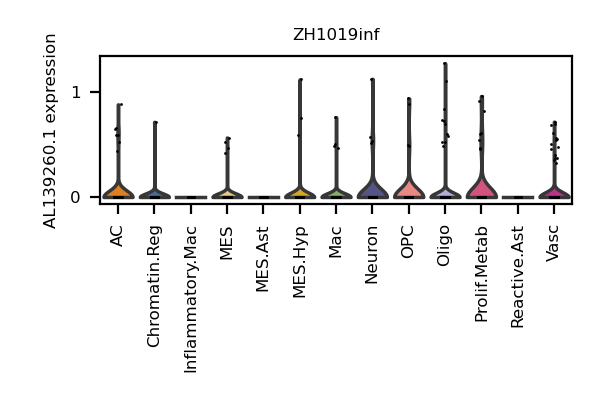 ZH1019inf
AL139260.1 expression
1
0
AC
Chromatin.Reg
Inflammatory.Mac
MES
MES.Ast
MES.Hyp
Mac
Neuron
OPC
Oligo
Prolif.Metab
Reactive.Ast
Vasc